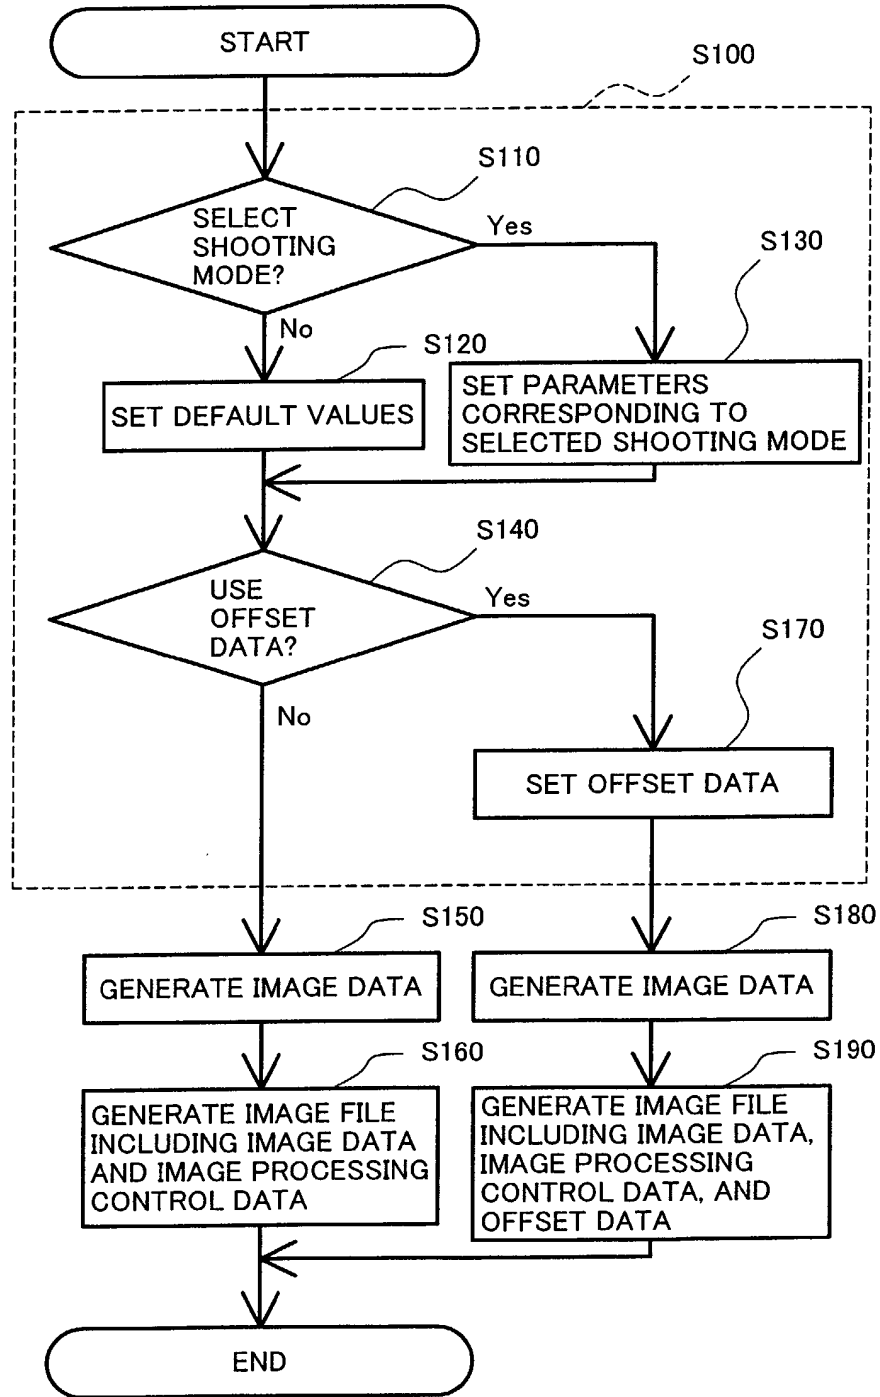 START
S100
S110
SELECT
SHOOTING
MODE?
Yes
S130
No
S120
SET DEFAULT VALUES
SET PARAMETERS
CORRESPONDING TO
SELECTED SHOOTING MODE
S140
USE
OFFSET
DATA?
Yes
S170
No
SET OFFSET DATA
S150
S180
GENERATE IMAGE DATA
GENERATE IMAGE DATA
S160
S190
GENERATE IMAGE FILE
INCLUDING IMAGE DATA
AND IMAGE PROCESSING
CONTROL DATA
GENERATE IMAGE FILE
INCLUDING IMAGE DATA,
IMAGE PROCESSING
CONTROL DATA, AND
OFFSET DATA
END